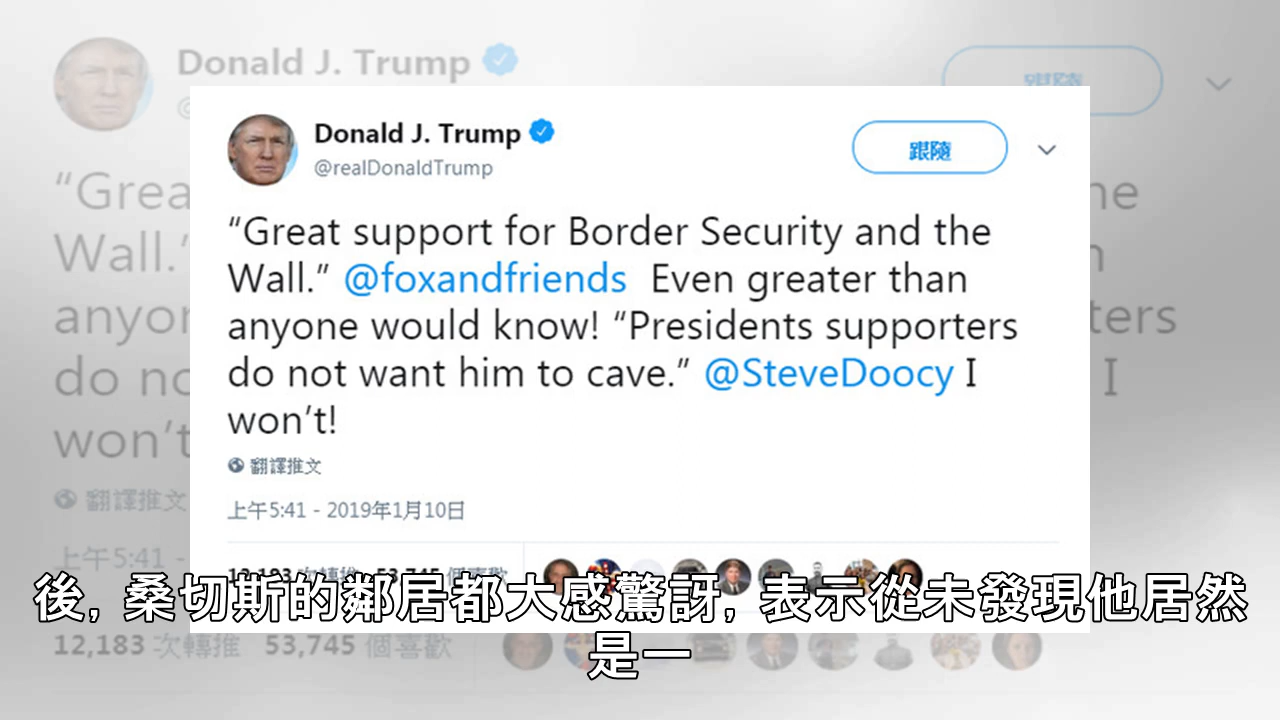 Donald J. Trump
@realDonaldTrump
跟隨
“Great support for Border Security and the
Wall.” @foxandfriends Even greater than
anyone would know! “Presidents supporters
do not want him to cave.” @SteveDoocy I
won’t!
翻譯推文
上午5:41 - 2019年1月10日
12,183 次轉推 53,745 個喜歡
後, 桑切斯的鄰居都大感驚訝, 表示從未發現他居然
是一